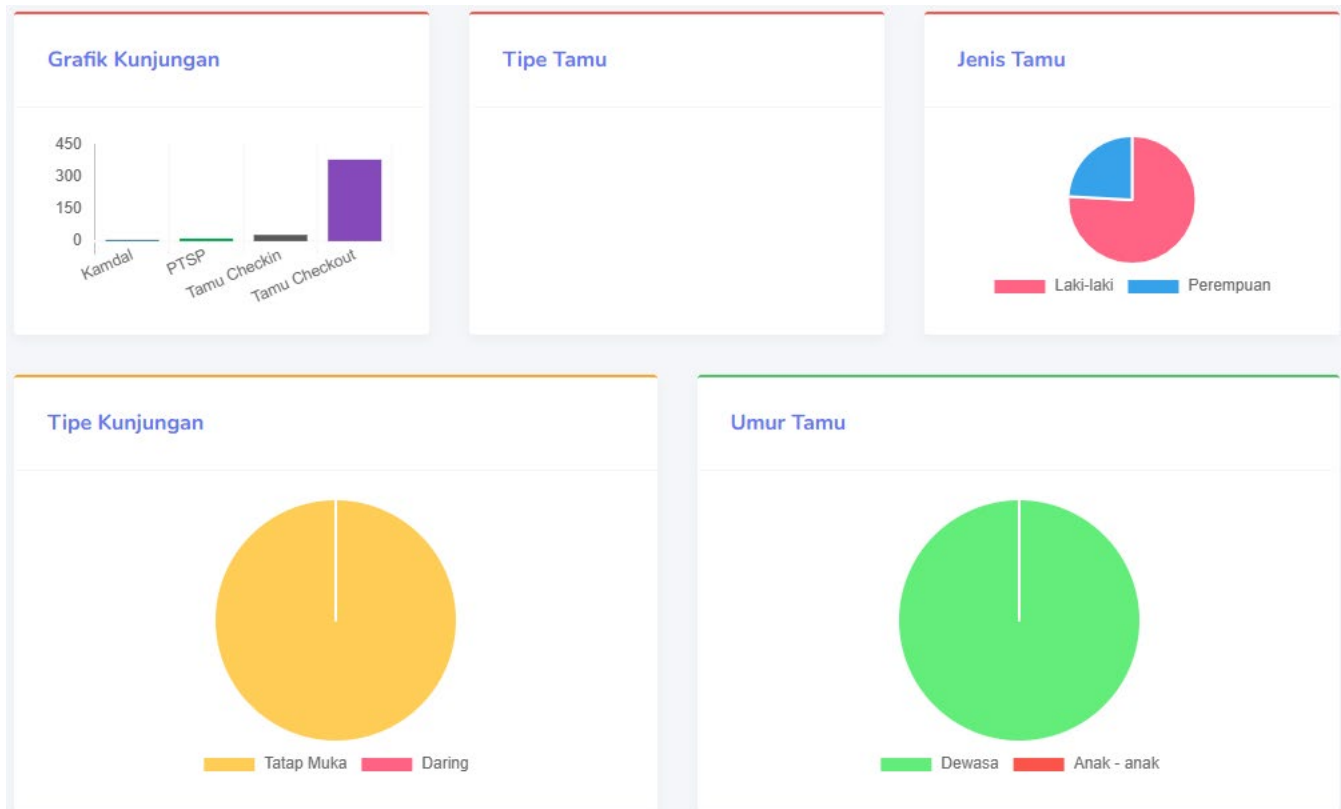 Grafik Kunjungan
450
300
150
0
Kamdal
PTSP
Tamu Checkin
Tamu Checkout
Tipe Tamu
Jenis Tamu
Laki-laki Perempuan
Tipe Kunjungan
Tatap Muka Daring
Umur Tamu
Dewasa Anak - anak